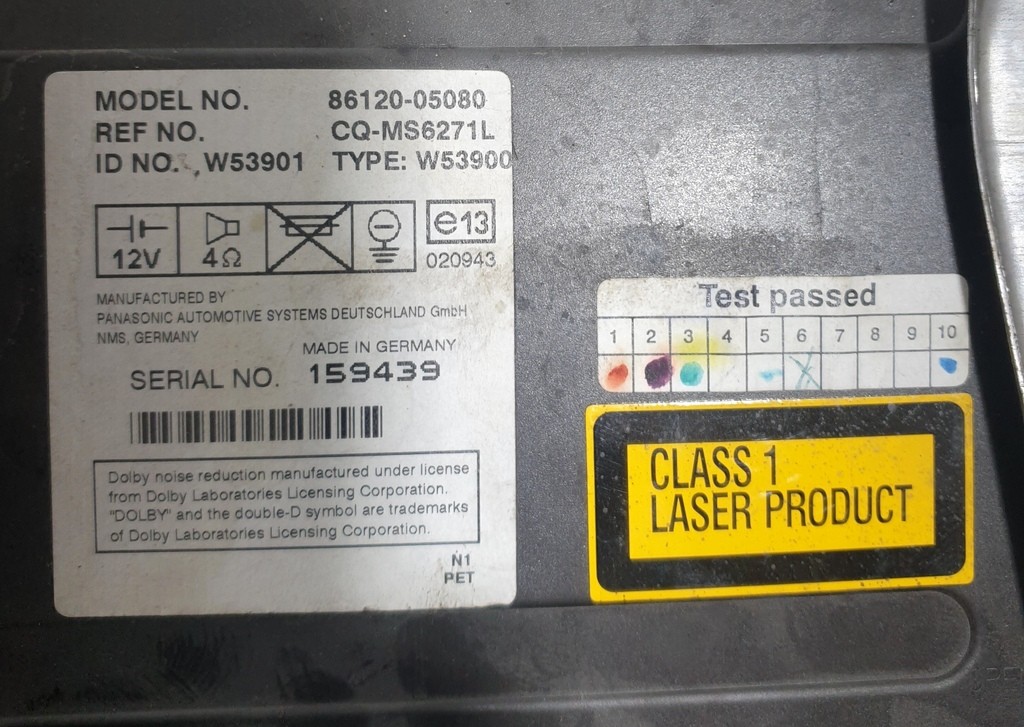 MODEL NO. 86120-05080
REF NO. CQ-MS6271L
ID NO. W53901 TYPE: W53900
12V 4Ω e13
020943
MANUFACTURED BY
PANASONIC AUTOMOTIVE SYSTEMS DEUTSCHLAND GmbH
NMS, GERMANY
MADE IN GERMANY
SERIAL NO. 159439
Dolby noise reduction manufactured under license
from Dolby Laboratories Licensing Corporation.
"DOLBY" and the double-D symbol are trademarks
of Dolby Laboratories Licensing Corporation.
N1
PET
Test passed
1 2 3 4 5 6 7 8 9 10
CLASS 1
LASER PRODUCT